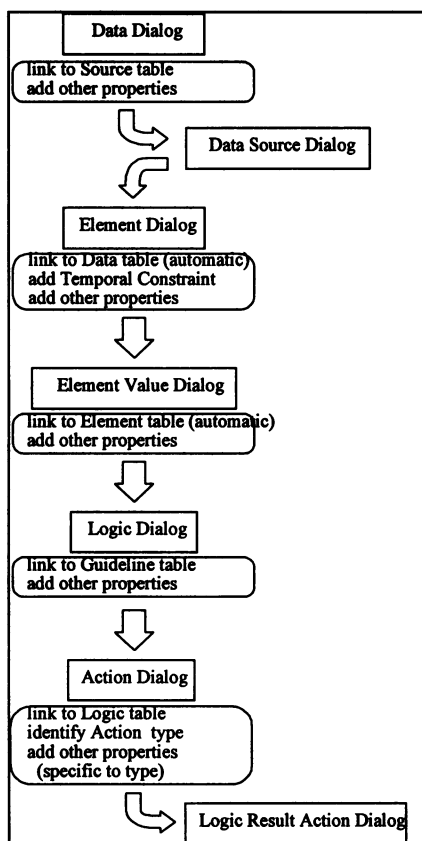 Data Dialog
link to Source table
add other properties
Data Source Dialog
Element Dialog
link to Data table (automatic)
add Temporal Constraint
add other properties
Element Value Dialog
link to Element table (automatic)
add other properties
Logic Dialog
link to Guideline table
add other properties
Action Dialog
link to Logic table
identify Action type
add other properties
(specific to type)
Logic Result Action Dialog